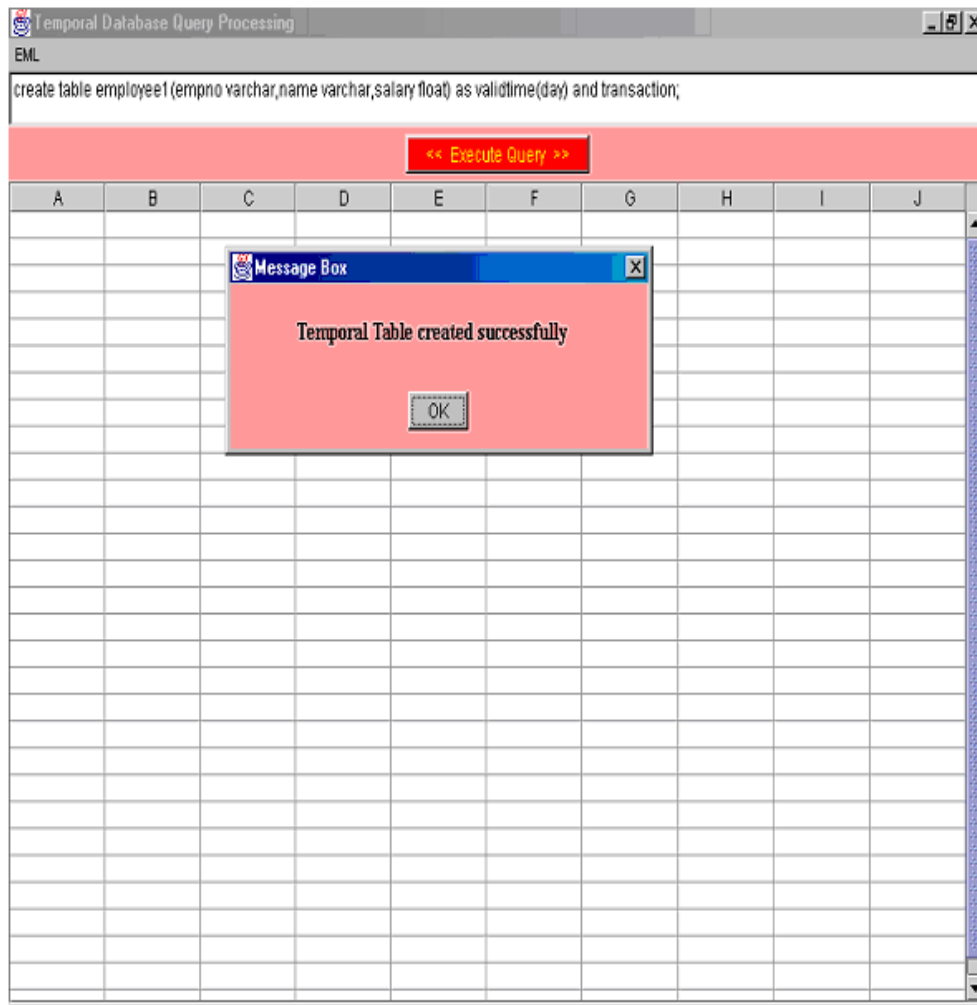 Temporal Database Query Processing
EML
create table employee1 (empno varchar,name varchar,salary float) as validtime(day) and transaction;
<< Execute Query >>
A B C D E F G H I J
Message Box
Temporal Table created successfully
OK